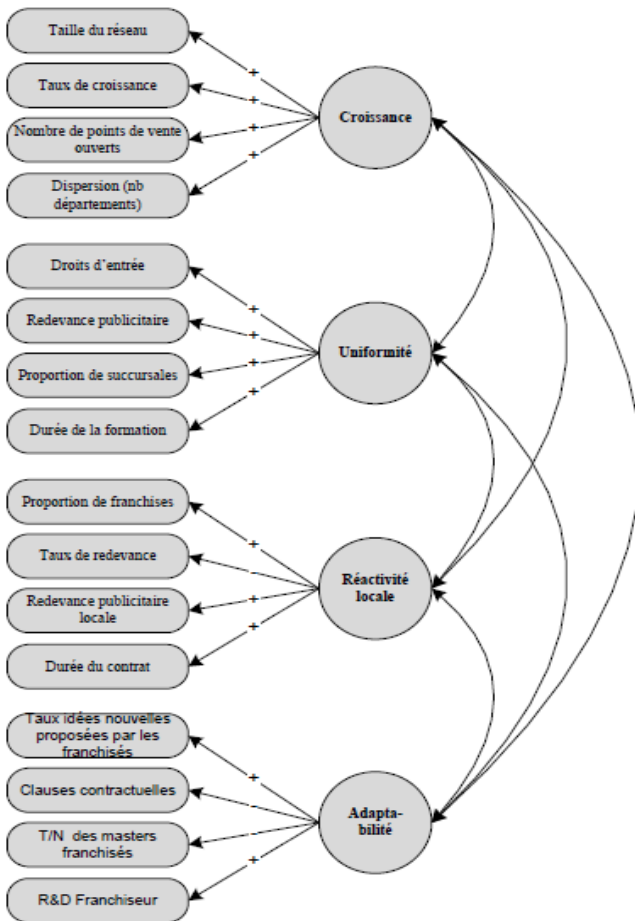 Taille du réseau
Taux de croissance
Nombre de points de vente
ouverts
Dispersion (nb
départements)
+
+
+
+
Croissance
Droits d'entrée
Redevance publicitaire
Proportion de succursales
Durée de la formation
+
+
+
+
Uniformité
Proportion de franchises
Taux de redevance
Redevance publicitaire
locale
Durée du contrat
+
-
+
+
Réactivité
locale
Taux idées nouvelles
proposées par les
franchisés
Clauses contractuelles
T/N des masters
franchisés
R&D Franchiseur
+
-
-
+
Adapta-
bilité